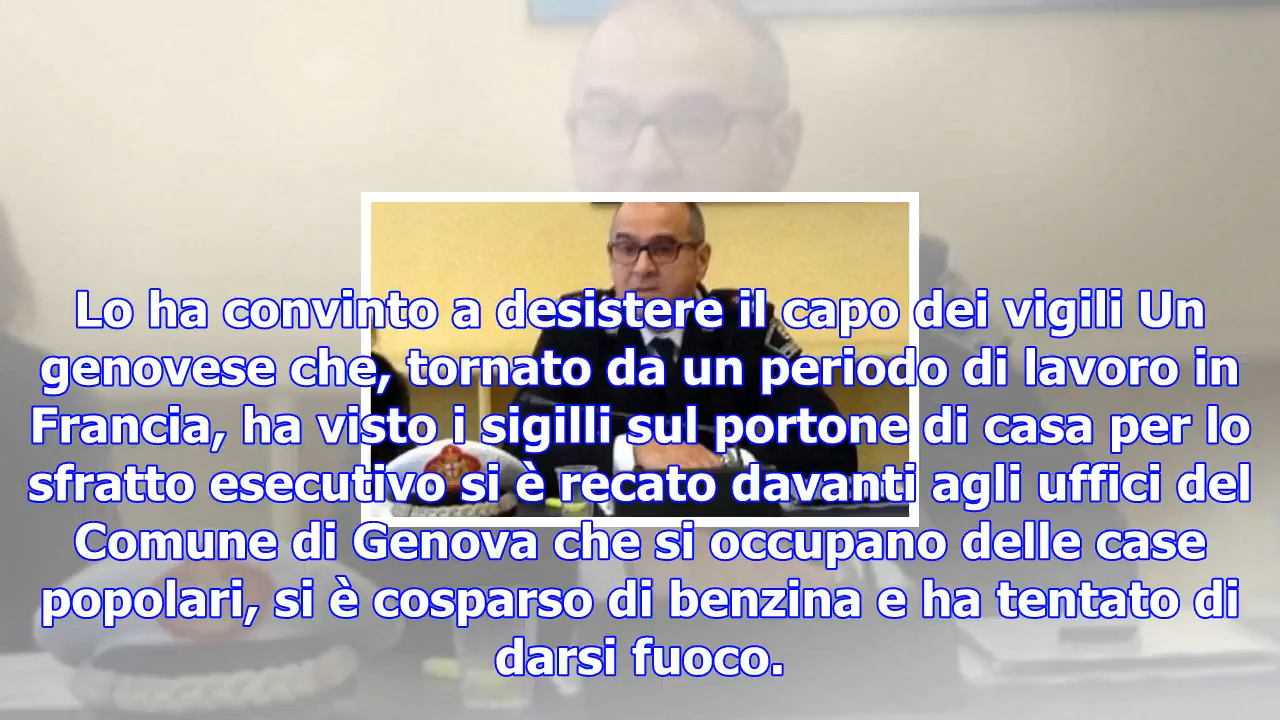 Lo ha convinto a desistere il capo dei vigili Un
genovese che, tornato da un periodo di lavoro in
Francia, ha visto i sigilli sul portone di casa per lo
sfratto esecutivo si è recato davanti agli uffici del
Comune di Genova che si occupano delle case
popolari, si è cosparso di benzina e ha tentato di
darsi fuoco.